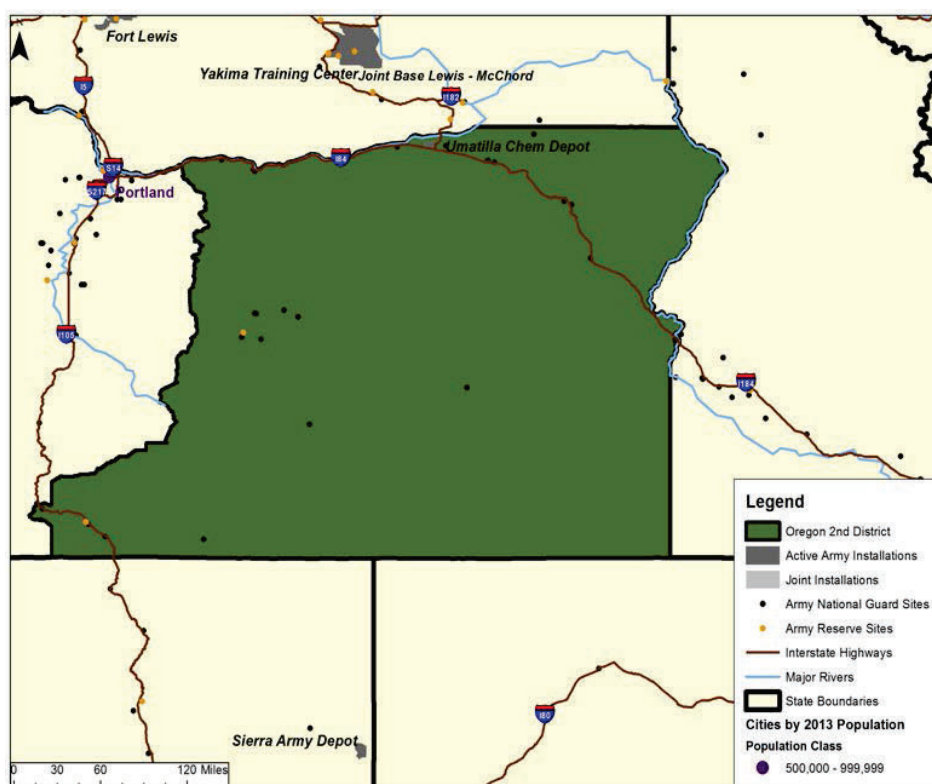 Fort Lewis
Yakima Training Center
Joint Base Lewis - McChord
I5
I182
Umatilla Chem Depot
I84
S14
S217
Portland
I105
I184
Legend
Oregon 2nd District
Active Army Installations
Joint Installations
Army National Guard Sites
Army Reserve Sites
Interstate Highways
Major Rivers
State Boundaries
Cities by 2013 Population
Population Class
500,000 - 999,999
I80
Sierra Army Depot
0 30 60 120 Miles